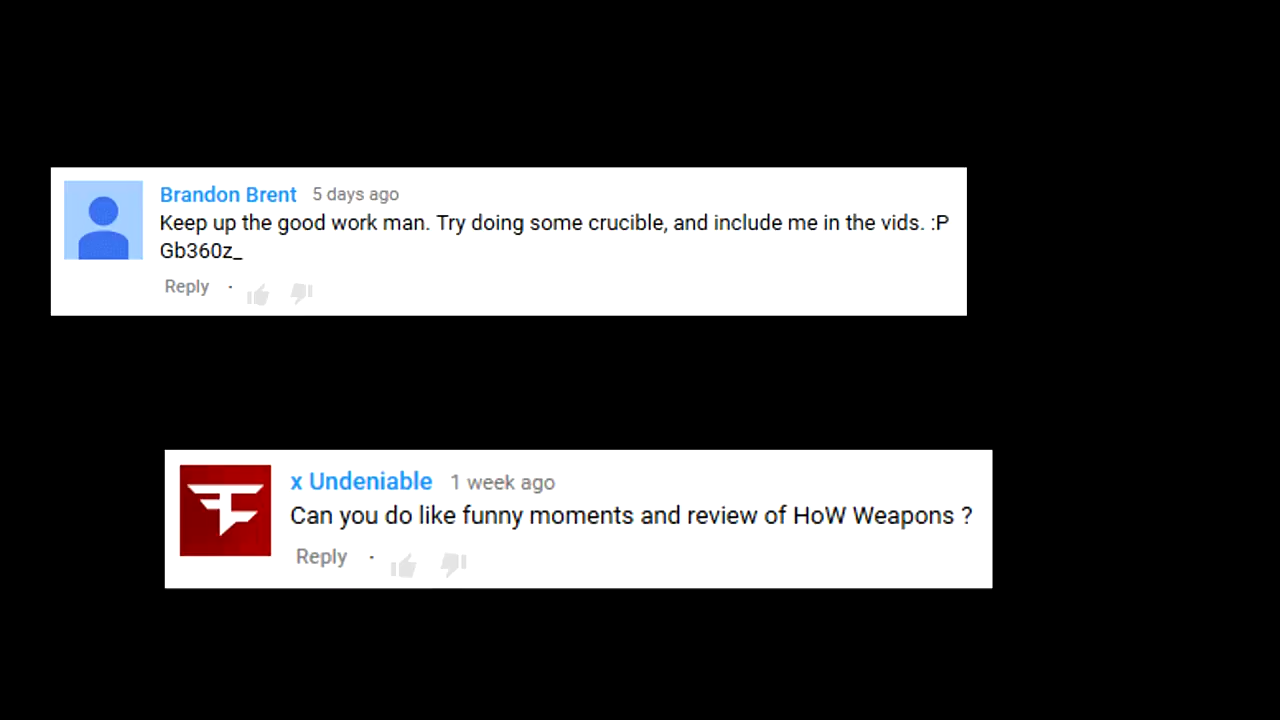 Brandon Brent 5 days ago
Keep up the good work man. Try doing some crucible, and include me in the vids. :P
Gb360z_
Reply ·
x Undeniable 1 week ago
Can you do like funny moments and review of HoW Weapons ?
Reply ·